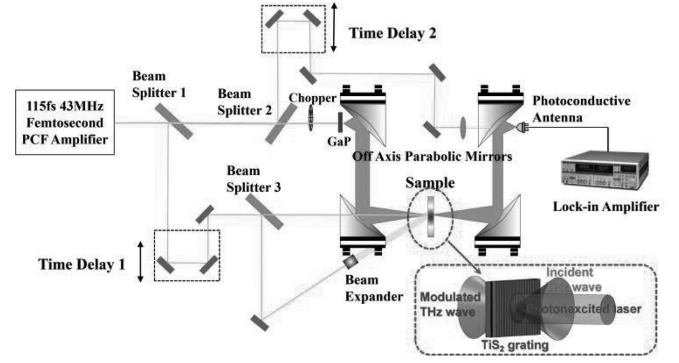 Time Delay 2
Beam
Splitter 1
Beam
Splitter 2
Chopper
Photoconductive
Antenna
115fs 43MHz
Femtosecond
PCF Amplifier
GaP
Off Axis Parabolic Mirrors
Beam
Splitter 3
Sample
Lock-in Amplifier
Time Delay 1
Beam
Expander
Incident
THz wave
Modulated
THz wave
Photonexcited laser
TiS₂ grating